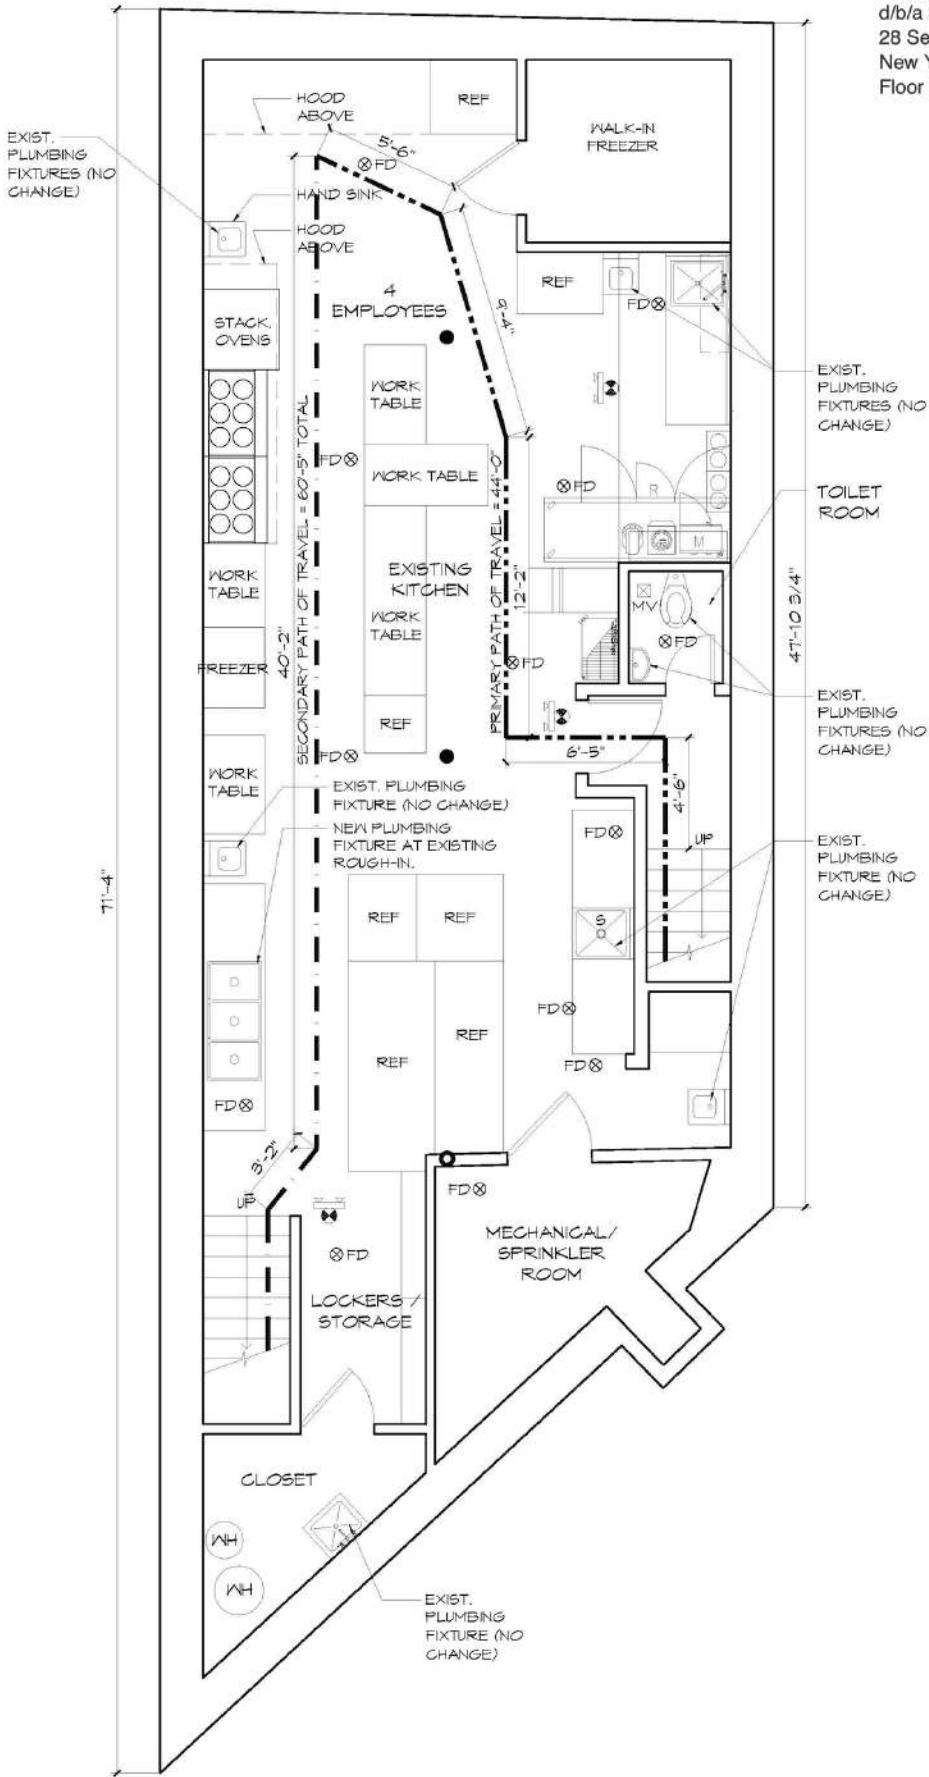 d/b/a
28 Se
New Y
Floor
HOOD
ABOVE
REF
WALK-IN
FREEZER
EXIST.
PLUMBING
FIXTURES (NO
CHANGE)
5'-6"
FD
HAND SINK
HOOD
ABOVE
REF
FD
4
EMPLOYEES
9'-4"
STACK.
OVENS
EXIST.
PLUMBING
FIXTURES (NO
CHANGE)
WORK
TABLE
FD
WORK TABLE
FD
R
TOILET
ROOM
SECONDARY PATH OF TRAVEL = 60'-5" TOTAL
40'-2"
PRIMARY PATH OF TRAVEL = 44'-0"
12'-2"
M
EXISTING
KITCHEN
WORK
TABLE
MV
FD
47'-10 3/4"
WORK
TABLE
FREEZER
FD
REF
EXIST.
PLUMBING
FIXTURES (NO
CHANGE)
FD
6'-5"
4'-6"
WORK
TABLE
EXIST. PLUMBING
FIXTURE (NO CHANGE)
NEW PLUMBING
FIXTURE AT EXISTING
ROUGH-IN.
FD
UP
EXIST.
PLUMBING
FIXTURE (NO
CHANGE)
71'-4"
REF
REF
S
FD
REF
REF
FD
FD
3'-2"
UP
FD
FD
MECHANICAL/
SPRINKLER
ROOM
LOCKERS /
STORAGE
CLOSET
WH
WH
EXIST.
PLUMBING
FIXTURE (NO
CHANGE)